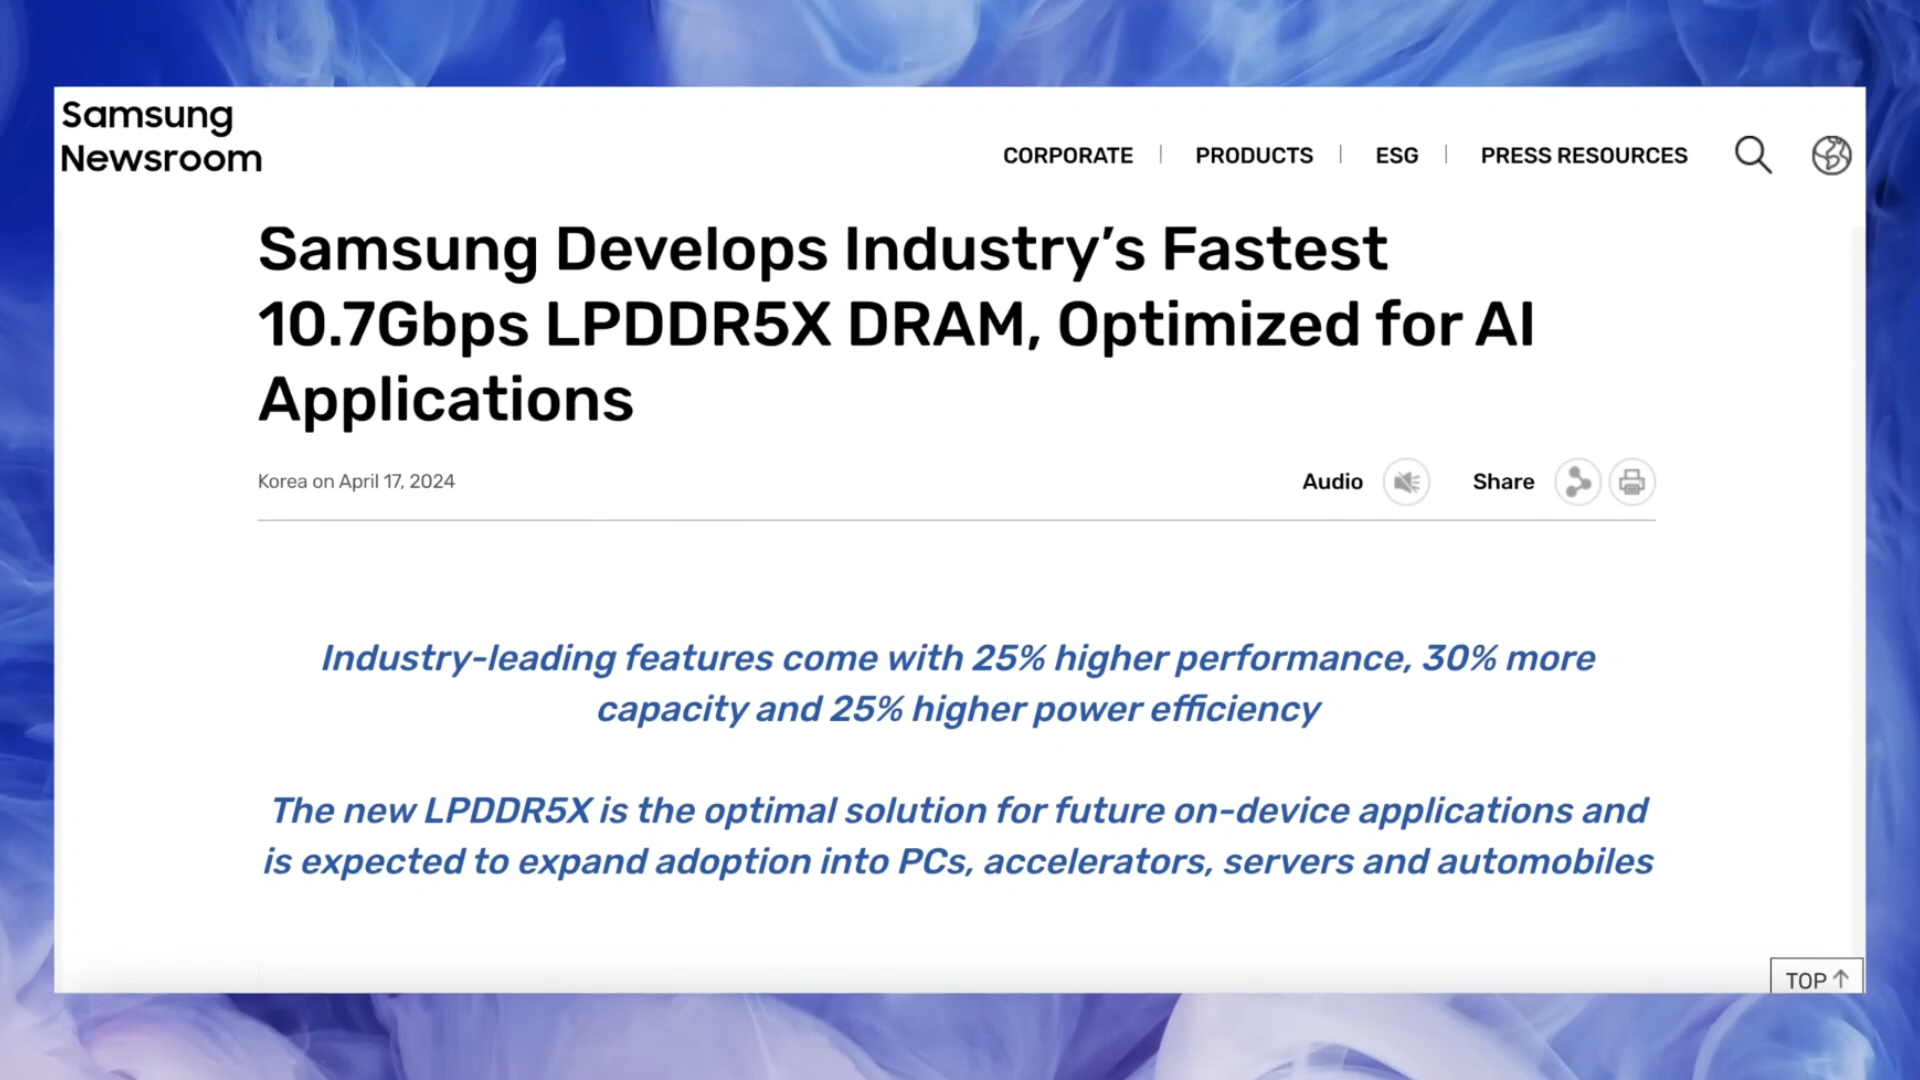 Samsung
Newsroom
CORPORATE | PRODUCTS | ESG | PRESS RESOURCES
Samsung Develops Industry’s Fastest
10.7Gbps LPDDR5X DRAM, Optimized for AI
Applications
Korea on April 17, 2024
Audio
Share
Industry-leading features come with 25% higher performance, 30% more
capacity and 25% higher power efficiency
The new LPDDR5X is the optimal solution for future on-device applications and
is expected to expand adoption into PCs, accelerators, servers and automobiles
TOP ↑